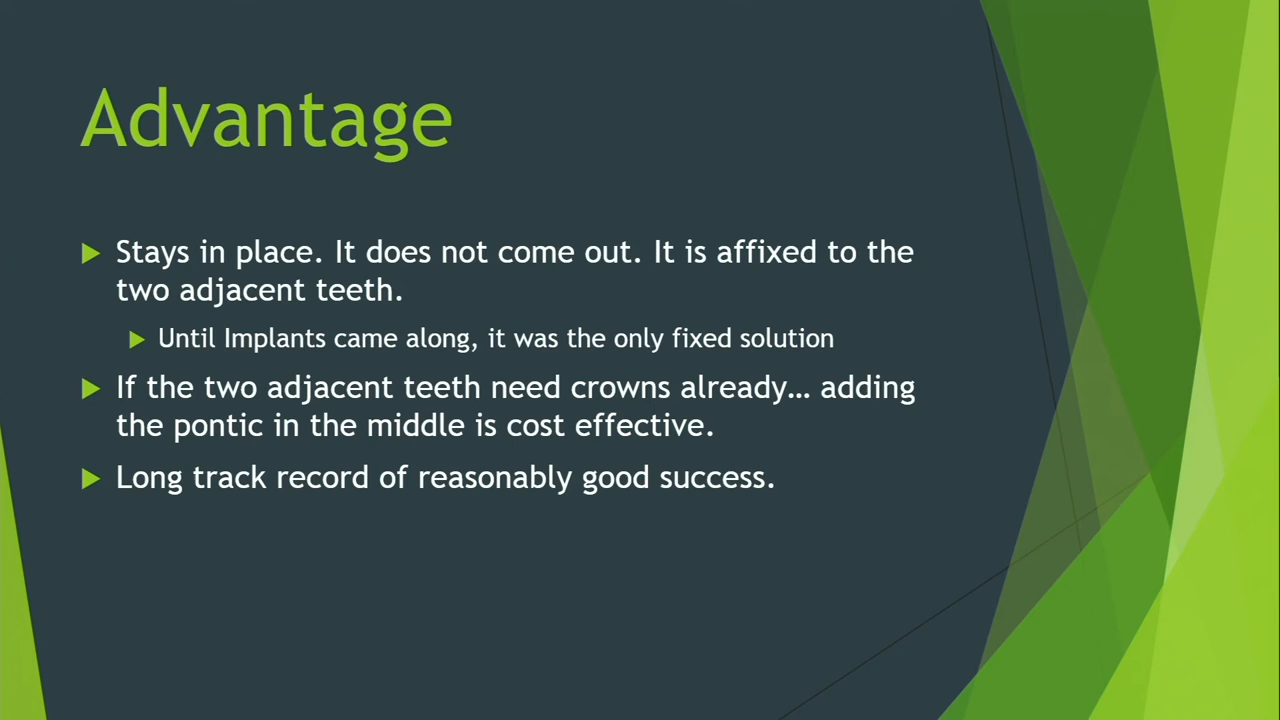 Advantage
Stays in place. It does not come out. It is affixed to the
two adjacent teeth.
Until Implants came along, it was the only fixed solution
If the two adjacent teeth need crowns already… adding
the pontic in the middle is cost effective.
Long track record of reasonably good success.